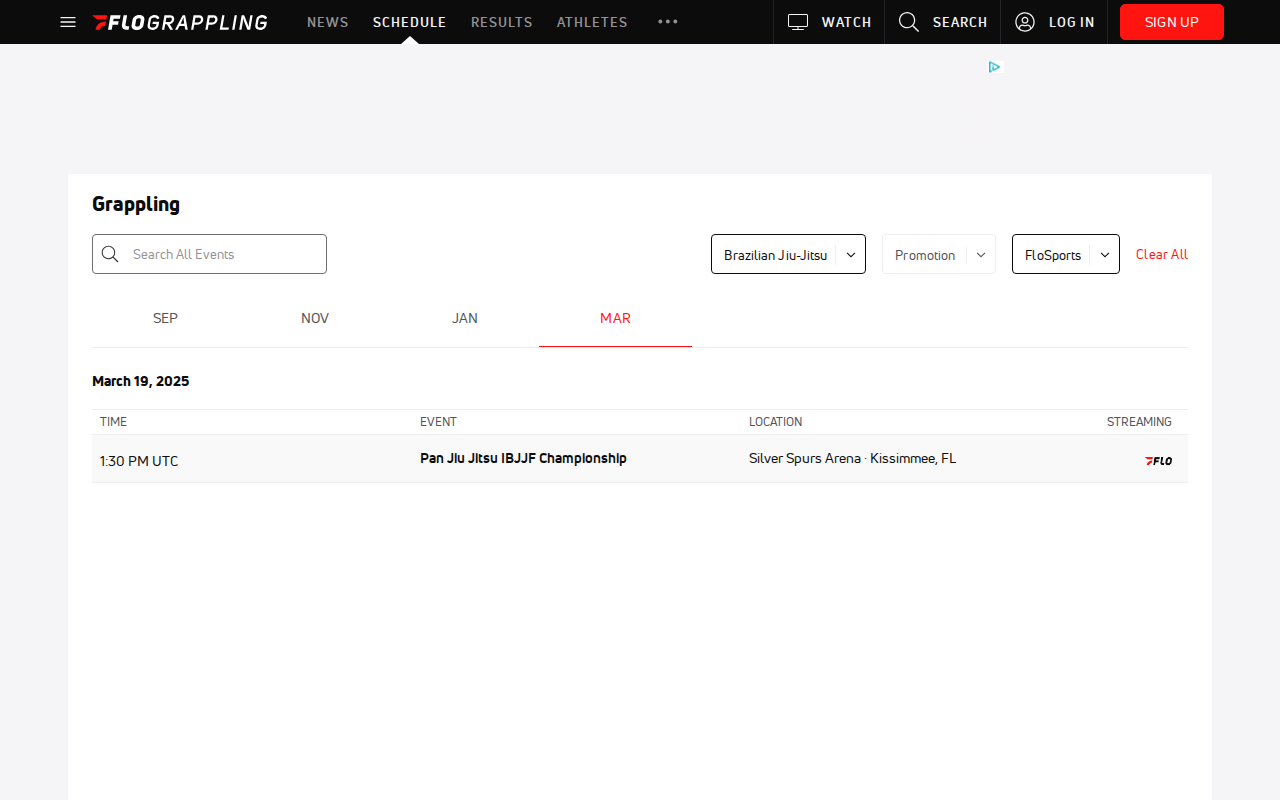 FLOGRAPPLING NEWS SCHEDULE RESULTS ATHLETES WATCH SEARCH LOG IN SIGN UP
Grappling
Search All Events Brazilian Jiu-Jitsu Promotion FloSports Clear All
SEP NOV JAN MAR
March 19, 2025
TIME EVENT LOCATION STREAMING
1:30 PM UTC Pan Jiu Jitsu IBJJF Championship Silver Spurs Arena · Kissimmee, FL FLO